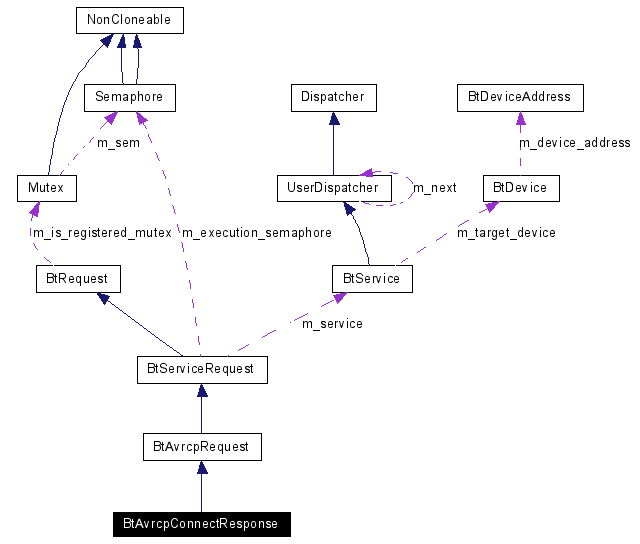 NonCloneable
Semaphore
Dispatcher
BtDeviceAddress
m_sem
m_device_address
Mutex
UserDispatcher
m_next
BtDevice
m_is_registered_mutex
m_execution_semaphore
m_target_device
BtRequest
BtService
m_service
BtServiceRequest
BtAvrcpRequest
BtAvrcpConnectResponse